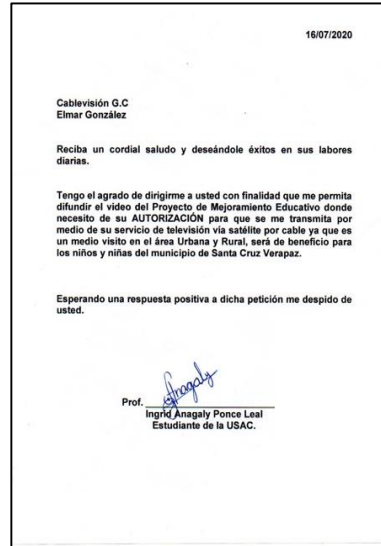 16/07/2020
Cablevisión G.C
Elmar González
Reciba un cordial saludo y deseándole éxitos en sus labores
diarias.
Tengo el agrado de dirigirme a usted con finalidad que me permita
difundir el video del Proyecto de Mejoramiento Educativo donde
necesito de su AUTORIZACIÓN para que se me transmita por
medio de su servicio de televisión vía satélite por cable ya que es
un medio visito en el área Urbana y Rural, será de beneficio para
los niños y niñas del municipio de Santa Cruz Verapaz.
Esperando una respuesta positiva a dicha petición me despido de
usted.
Anagaly
Prof.
Ingrid Anagaly Ponce Leal
Estudiante de la USAC.